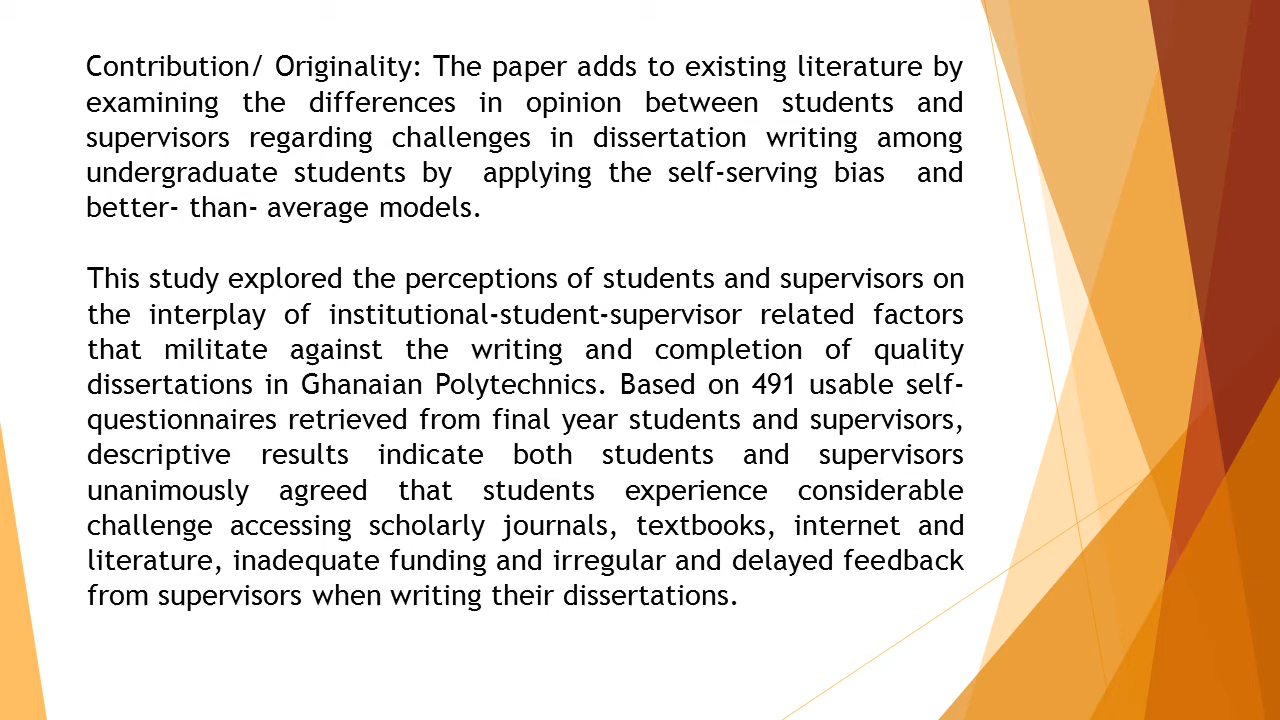 Contribution/ Originality: The paper adds to existing literature by
examining the differences in opinion between students and
supervisors regarding challenges in dissertation writing among
undergraduate students by applying the self-serving bias and
better- than- average models.
This study explored the perceptions of students and supervisors on
the interplay of institutional-student-supervisor related factors
that militate against the writing and completion of quality
dissertations in Ghanaian Polytechnics. Based on 491 usable self-
questionnaires retrieved from final year students and supervisors,
descriptive results indicate both students and supervisors
unanimously agreed that students experience considerable
challenge accessing scholarly journals, textbooks, internet and
literature, inadequate funding and irregular and delayed feedback
from supervisors when writing their dissertations.